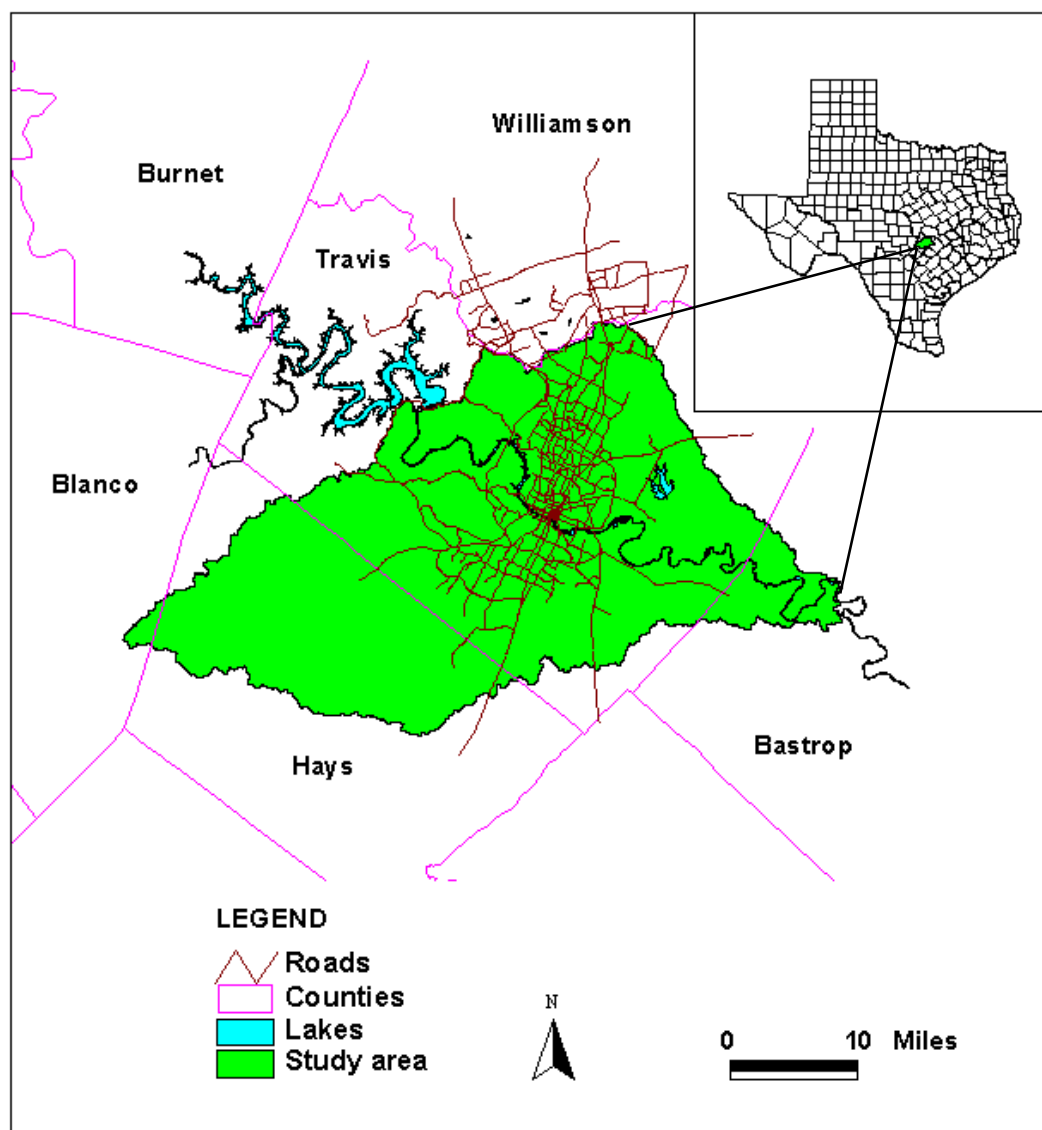 Williamson
Burnet
Travis
Blanco
Hays
Bastrop
LEGEND
Roads
Counties
Lakes
Study area
N
0 10 Miles